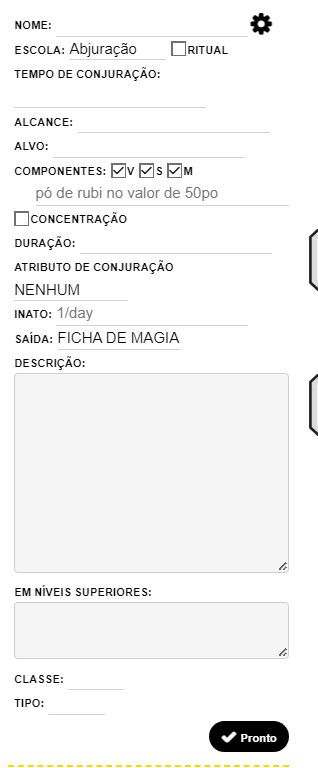 NOME:
ESCOLA: Abjuração RITUAL
TEMPO DE CONJURAÇÃO:
ALCANCE:
ALVO:
COMPONENTES: V S M
pó de rubi no valor de 50po
CONCENTRAÇÃO
DURAÇÃO:
ATRIBUTO DE CONJURAÇÃO
NENHUM
INATO: 1/day
SAÍDA: FICHA DE MAGIA
DESCRIÇÃO:
EM NÍVEIS SUPERIORES:
CLASSE:
TIPO:
Pronto